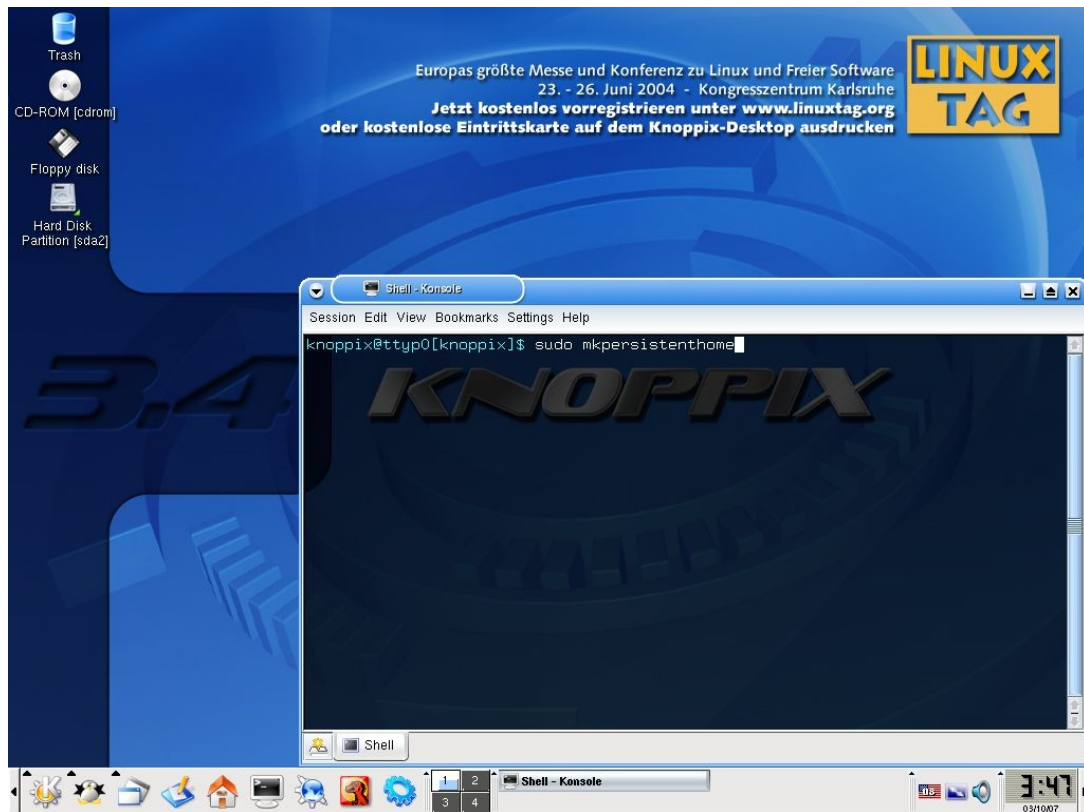 Trash
CD-ROM [cdrom]
Floppy disk
Hard Disk
Partition [sda2]
Europas größte Messe und Konferenz zu Linux und Freier Software
23. - 26. Juni 2004 - Kongresszentrum Karlsruhe
Jetzt kostenlos vorregistrieren unter www.linuxtag.org
oder kostenlose Eintrittskarte auf dem Knoppix-Desktop ausdrucken
LINUX
TAG
3.4
Shell - Konsole
Session Edit View Bookmarks Settings Help
knoppix@ttyp0[knoppix]$ sudo mkpersistenthome
KNOPPIX
Shell
1 2
3 4
Shell - Konsole
us
3:47
03/10/07